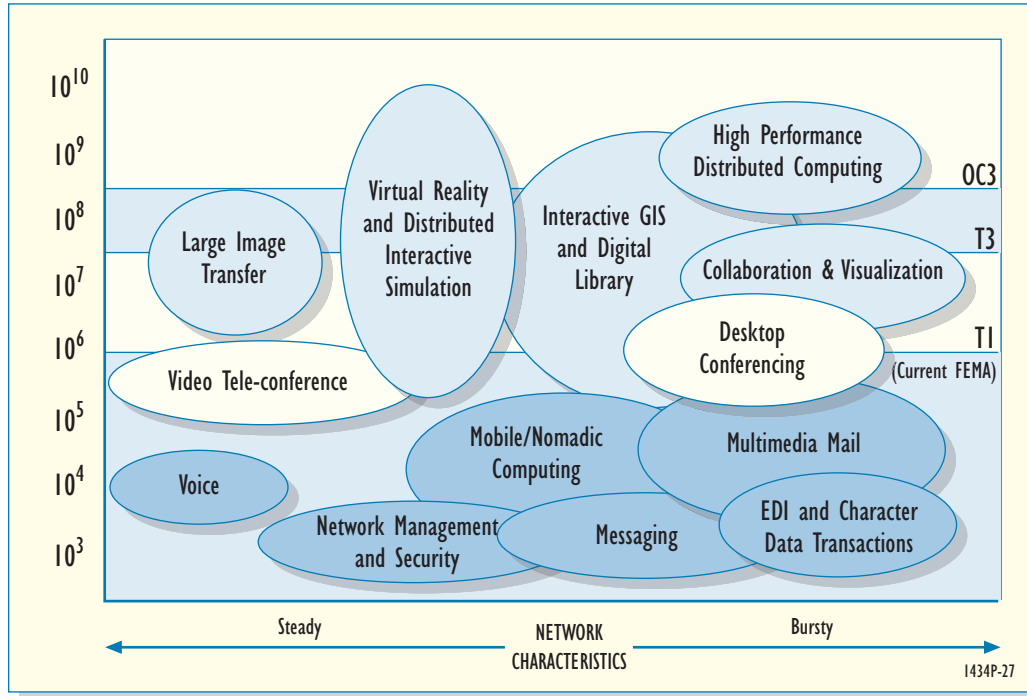 10^10
10^9
10^8
10^7
10^6
10^5
10^4
10^3
High Performance
Distributed Computing
OC3
Virtual Reality
and Distributed
Interactive
Simulation
Interactive GIS
and Digital
Library
Large Image
Transfer
T3
Collaboration & Visualization
Desktop
Conferencing
T1
(Current FEMA)
Video Tele-conference
Mobile/Nomadic
Computing
Multimedia Mail
Voice
Network Management
and Security
Messaging
EDI and Character
Data Transactions
Steady
NETWORK
CHARACTERISTICS
Bursty
1434P-27